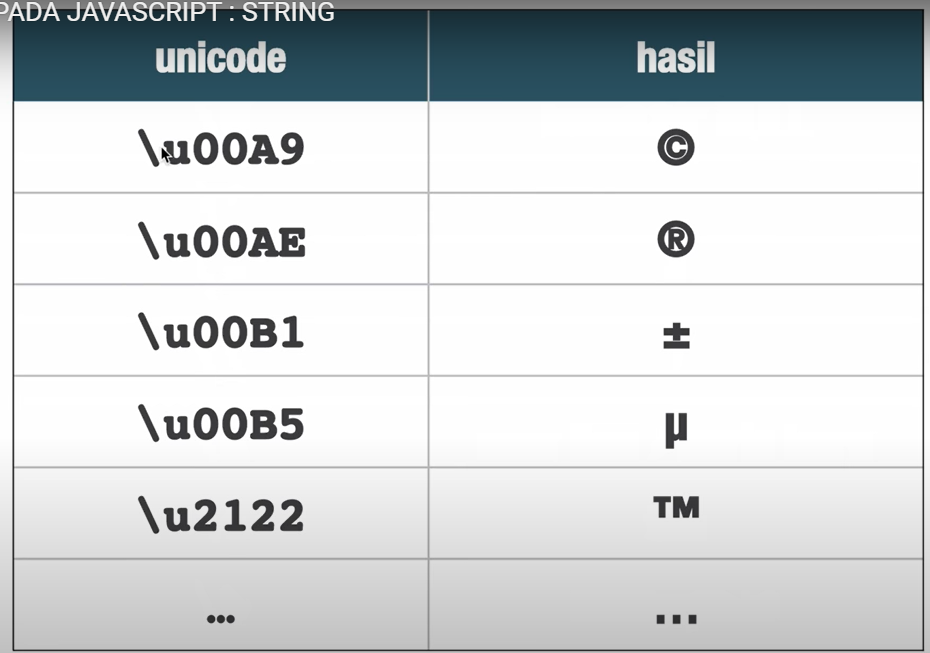 PADA JAVASCRIPT : STRING
unicode hasil
\u00A9 ©
\u00AE ®
\u00B1 ±
\u00B5 µ
\u2122 ™
... ...